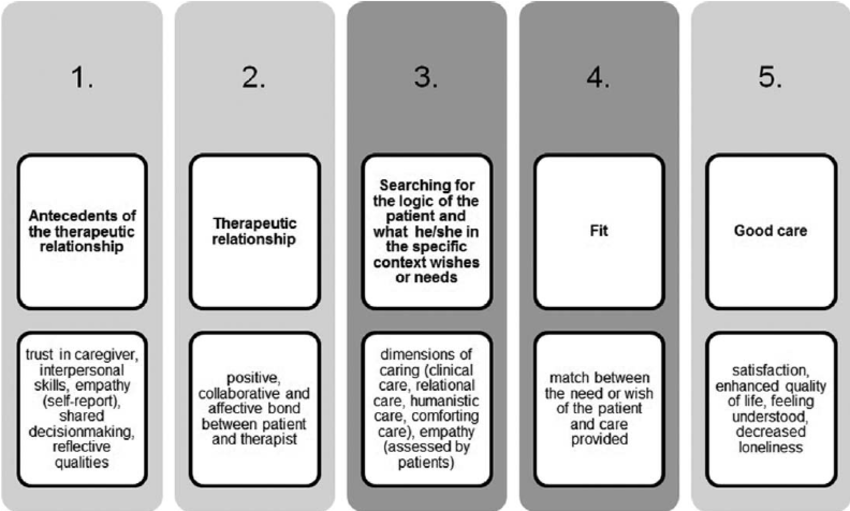 1.
2.
3.
4.
5.
Antecedents of
the therapeutic
relationship
Therapeutic
relationship
Searching for
the logic of the
patient and
what he/she in
the specific
context wishes
or needs
Fit
Good care
trust in caregiver,
interpersonal
skills, empathy
(self-report),
shared
decisionmaking,
reflective
qualities
positive,
collaborative and
affective bond
between patient
and therapist
dimensions of
caring (clinical
care, relational
care, humanistic
care, comforting
care), empathy
(assessed by
patients)
match between
the need or wish
of the patient
and care
provided
satisfaction,
enhanced quality
of life, feeling
understood,
decreased
loneliness